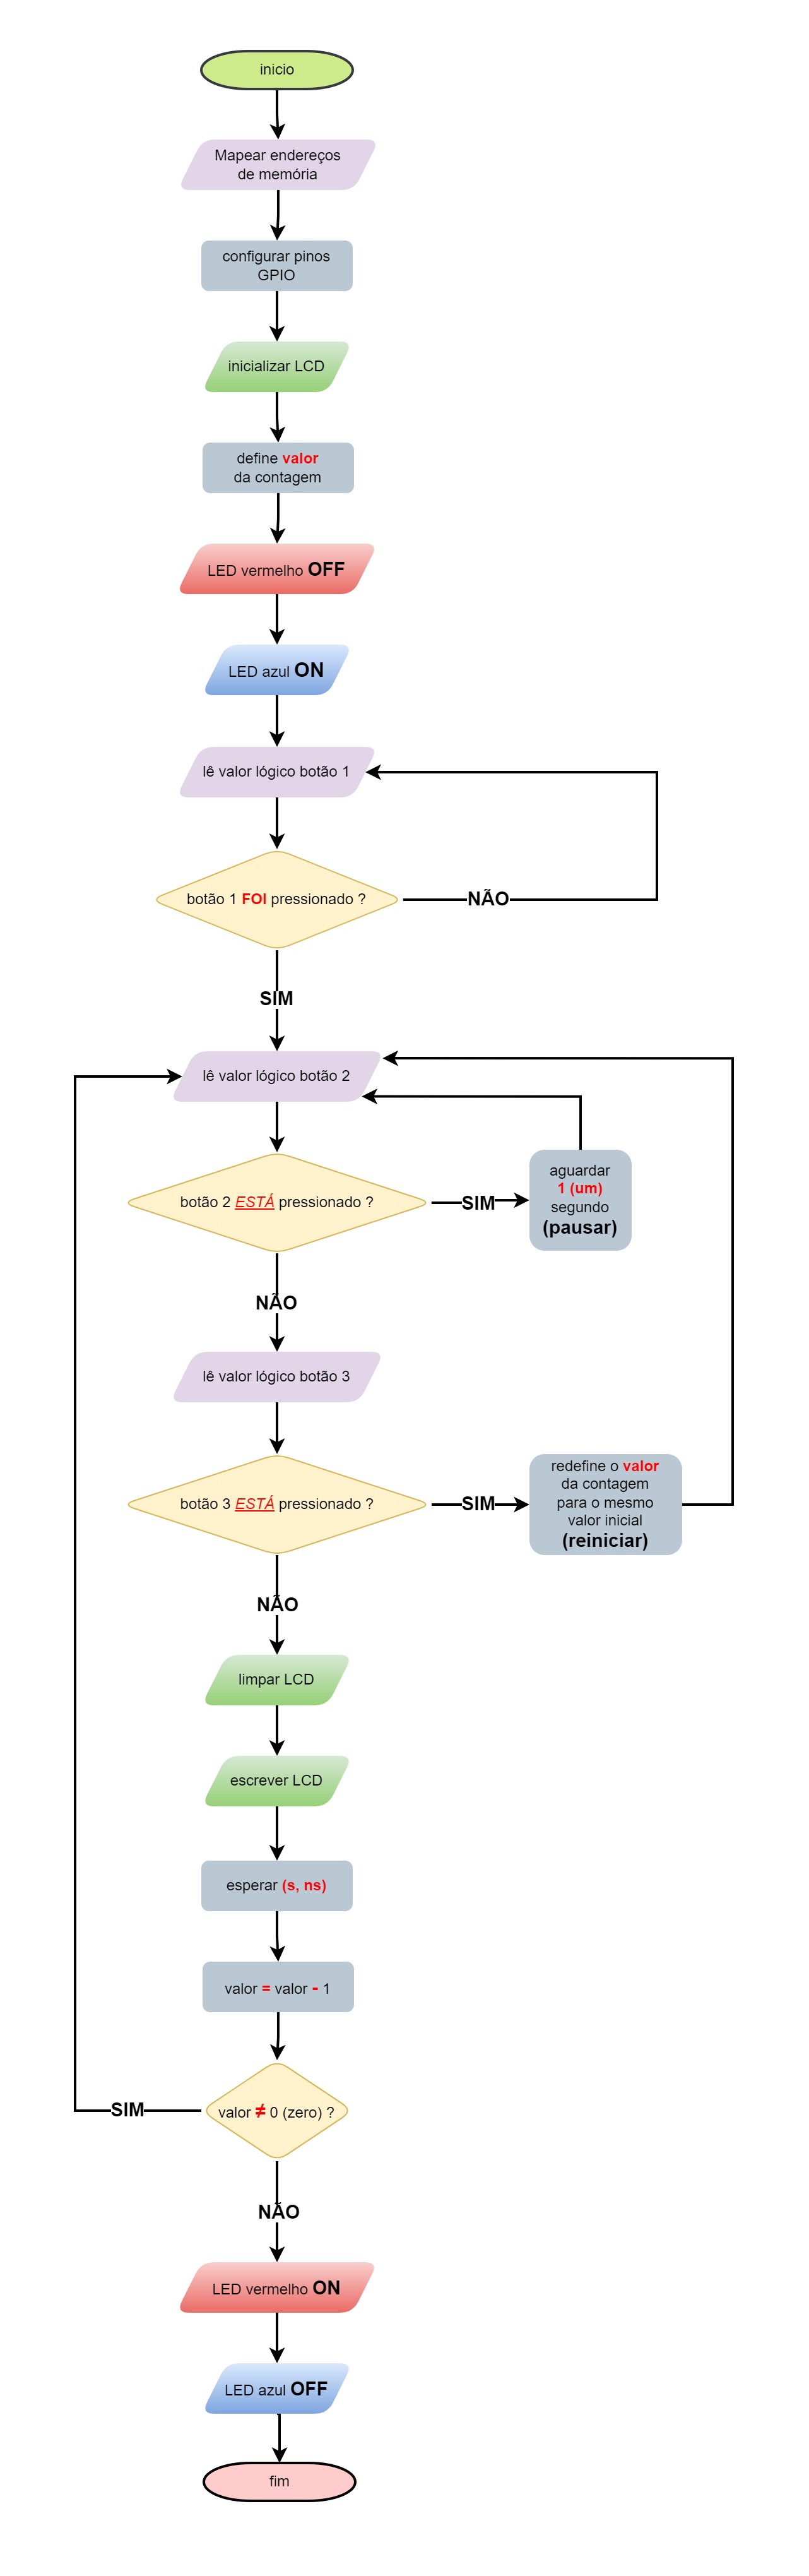 inicio
Mapear endereços
de memória
configurar pinos
GPIO
inicializar LCD
define valor
da contagem
LED vermelho OFF
LED azul ON
lê valor lógico botão 1
botão 1 FOI pressionado ?
NÃO
SIM
lê valor lógico botão 2
botão 2 ESTÁ pressionado ?
SIM
aguardar
1 (um)
segundo
(pausar)
NÃO
lê valor lógico botão 3
botão 3 ESTÁ pressionado ?
SIM
redefine o valor
da contagem
para o mesmo
valor inicial
(reiniciar)
NÃO
limpar LCD
escrever LCD
esperar (s, ns)
valor = valor - 1
valor ≠ 0 (zero) ?
SIM
NÃO
LED vermelho ON
LED azul OFF
fim